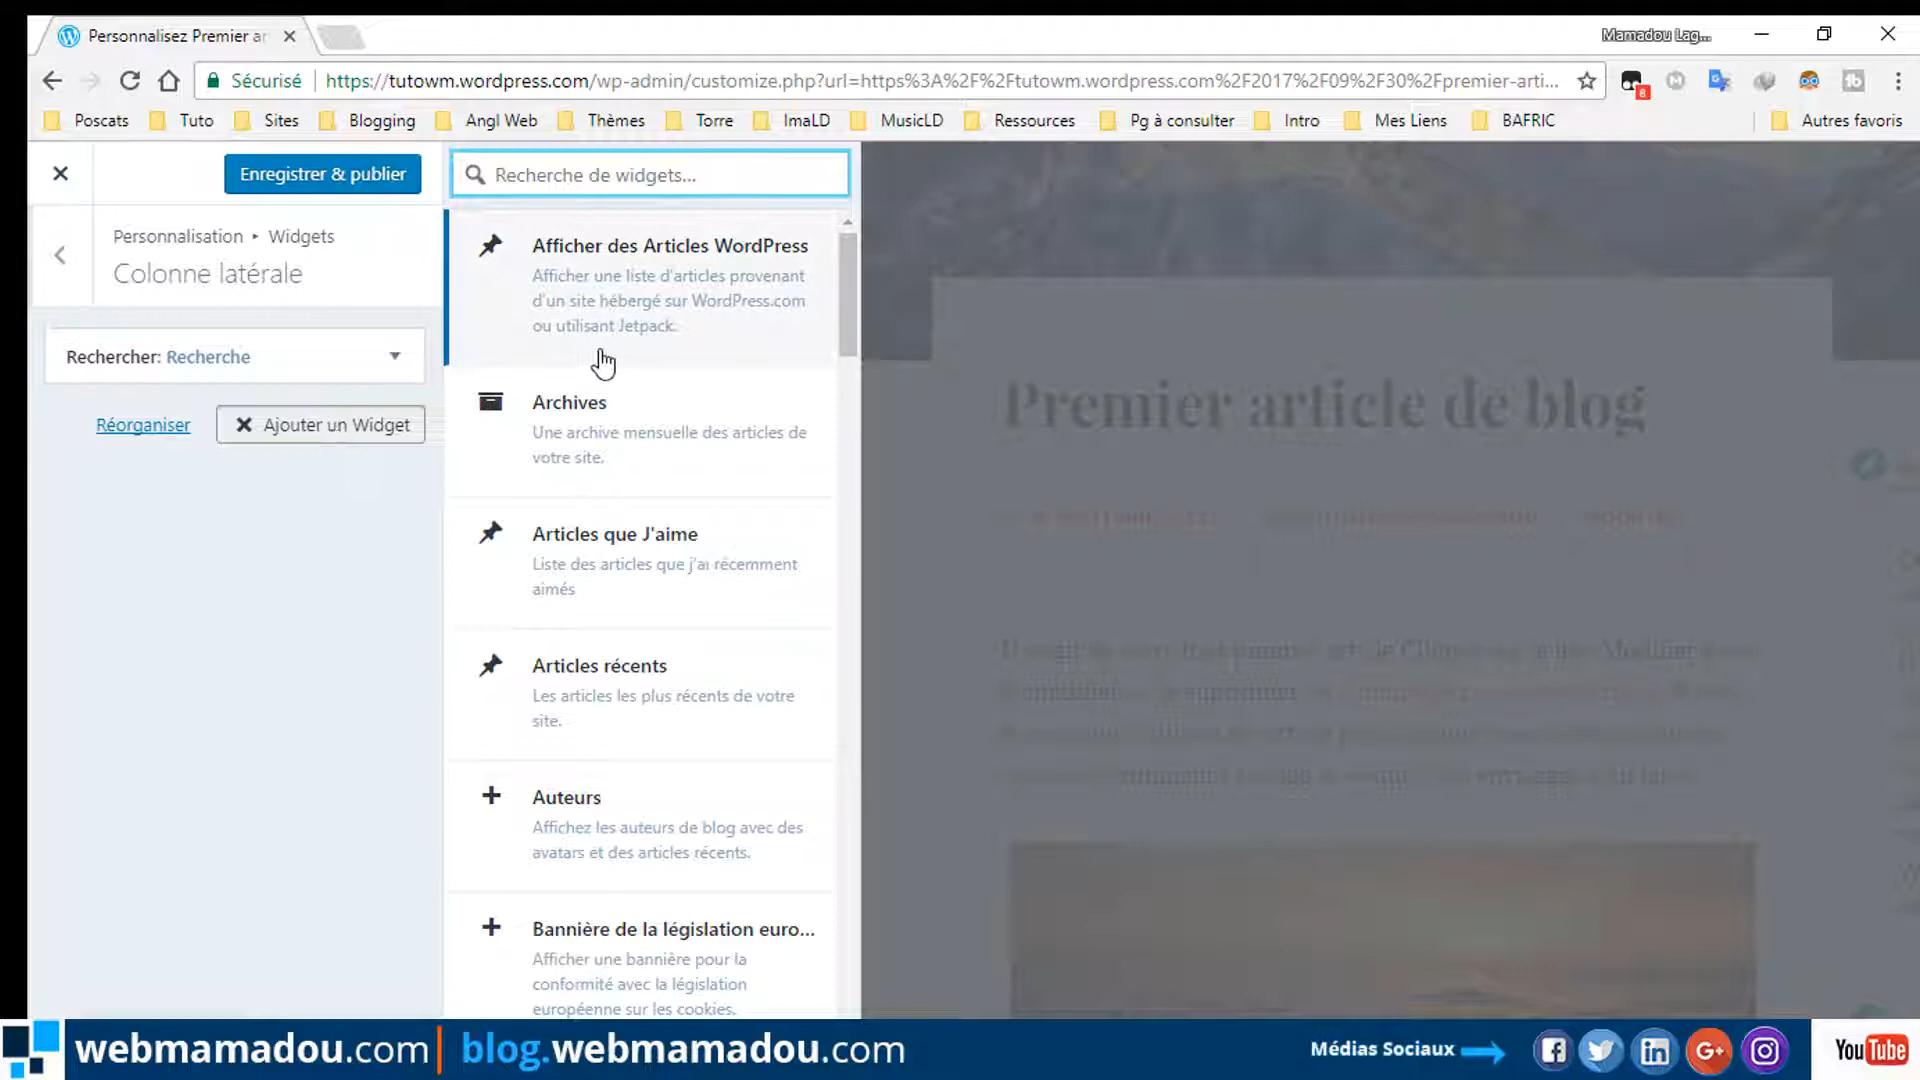 Personnalisez Premier ar
Mamadou Lag...
Sécurisé
https://tutowm.wordpress.com/wp-admin/customize.php?url=https%3A%2F%2Ftutowm.wordpress.com%2F2017%2F09%2F30%2Fpremier-arti...
8
Poscats
Tuto
Sites
Blogging
Angl Web
Thèmes
Torre
ImaLD
MusicLD
Ressources
Pg à consulter
Intro
Mes Liens
BAFRIC
Autres favoris
Enregistrer & publier
Personnalisation ▸ Widgets
Colonne latérale
Rechercher: Recherche
Réorganiser
Ajouter un Widget
Recherche de widgets...
Afficher des Articles WordPress
Afficher une liste d'articles provenant
d'un site hébergé sur WordPress.com
ou utilisant Jetpack.
Archives
Une archive mensuelle des articles de
votre site.
Articles que J'aime
Liste des articles que j'ai récemment
aimés
Articles récents
Les articles les plus récents de votre
site.
Auteurs
Affichez les auteurs de blog avec des
avatars et des articles récents.
Bannière de la législation euro...
Afficher une bannière pour la
conformité avec la législation
européenne sur les cookies.
Premier article de blog
webmamadou.com
blog.webmamadou.com
Médias Sociaux
YouTube